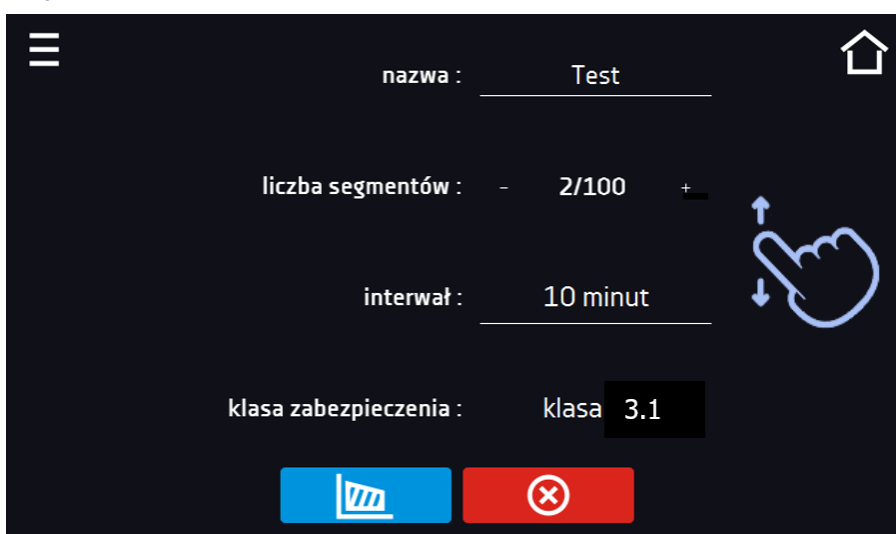 nazwa : Test
liczba segmentów : - 2/100 +
interwał : 10 minut
klasa zabezpieczenia : klasa 3.1